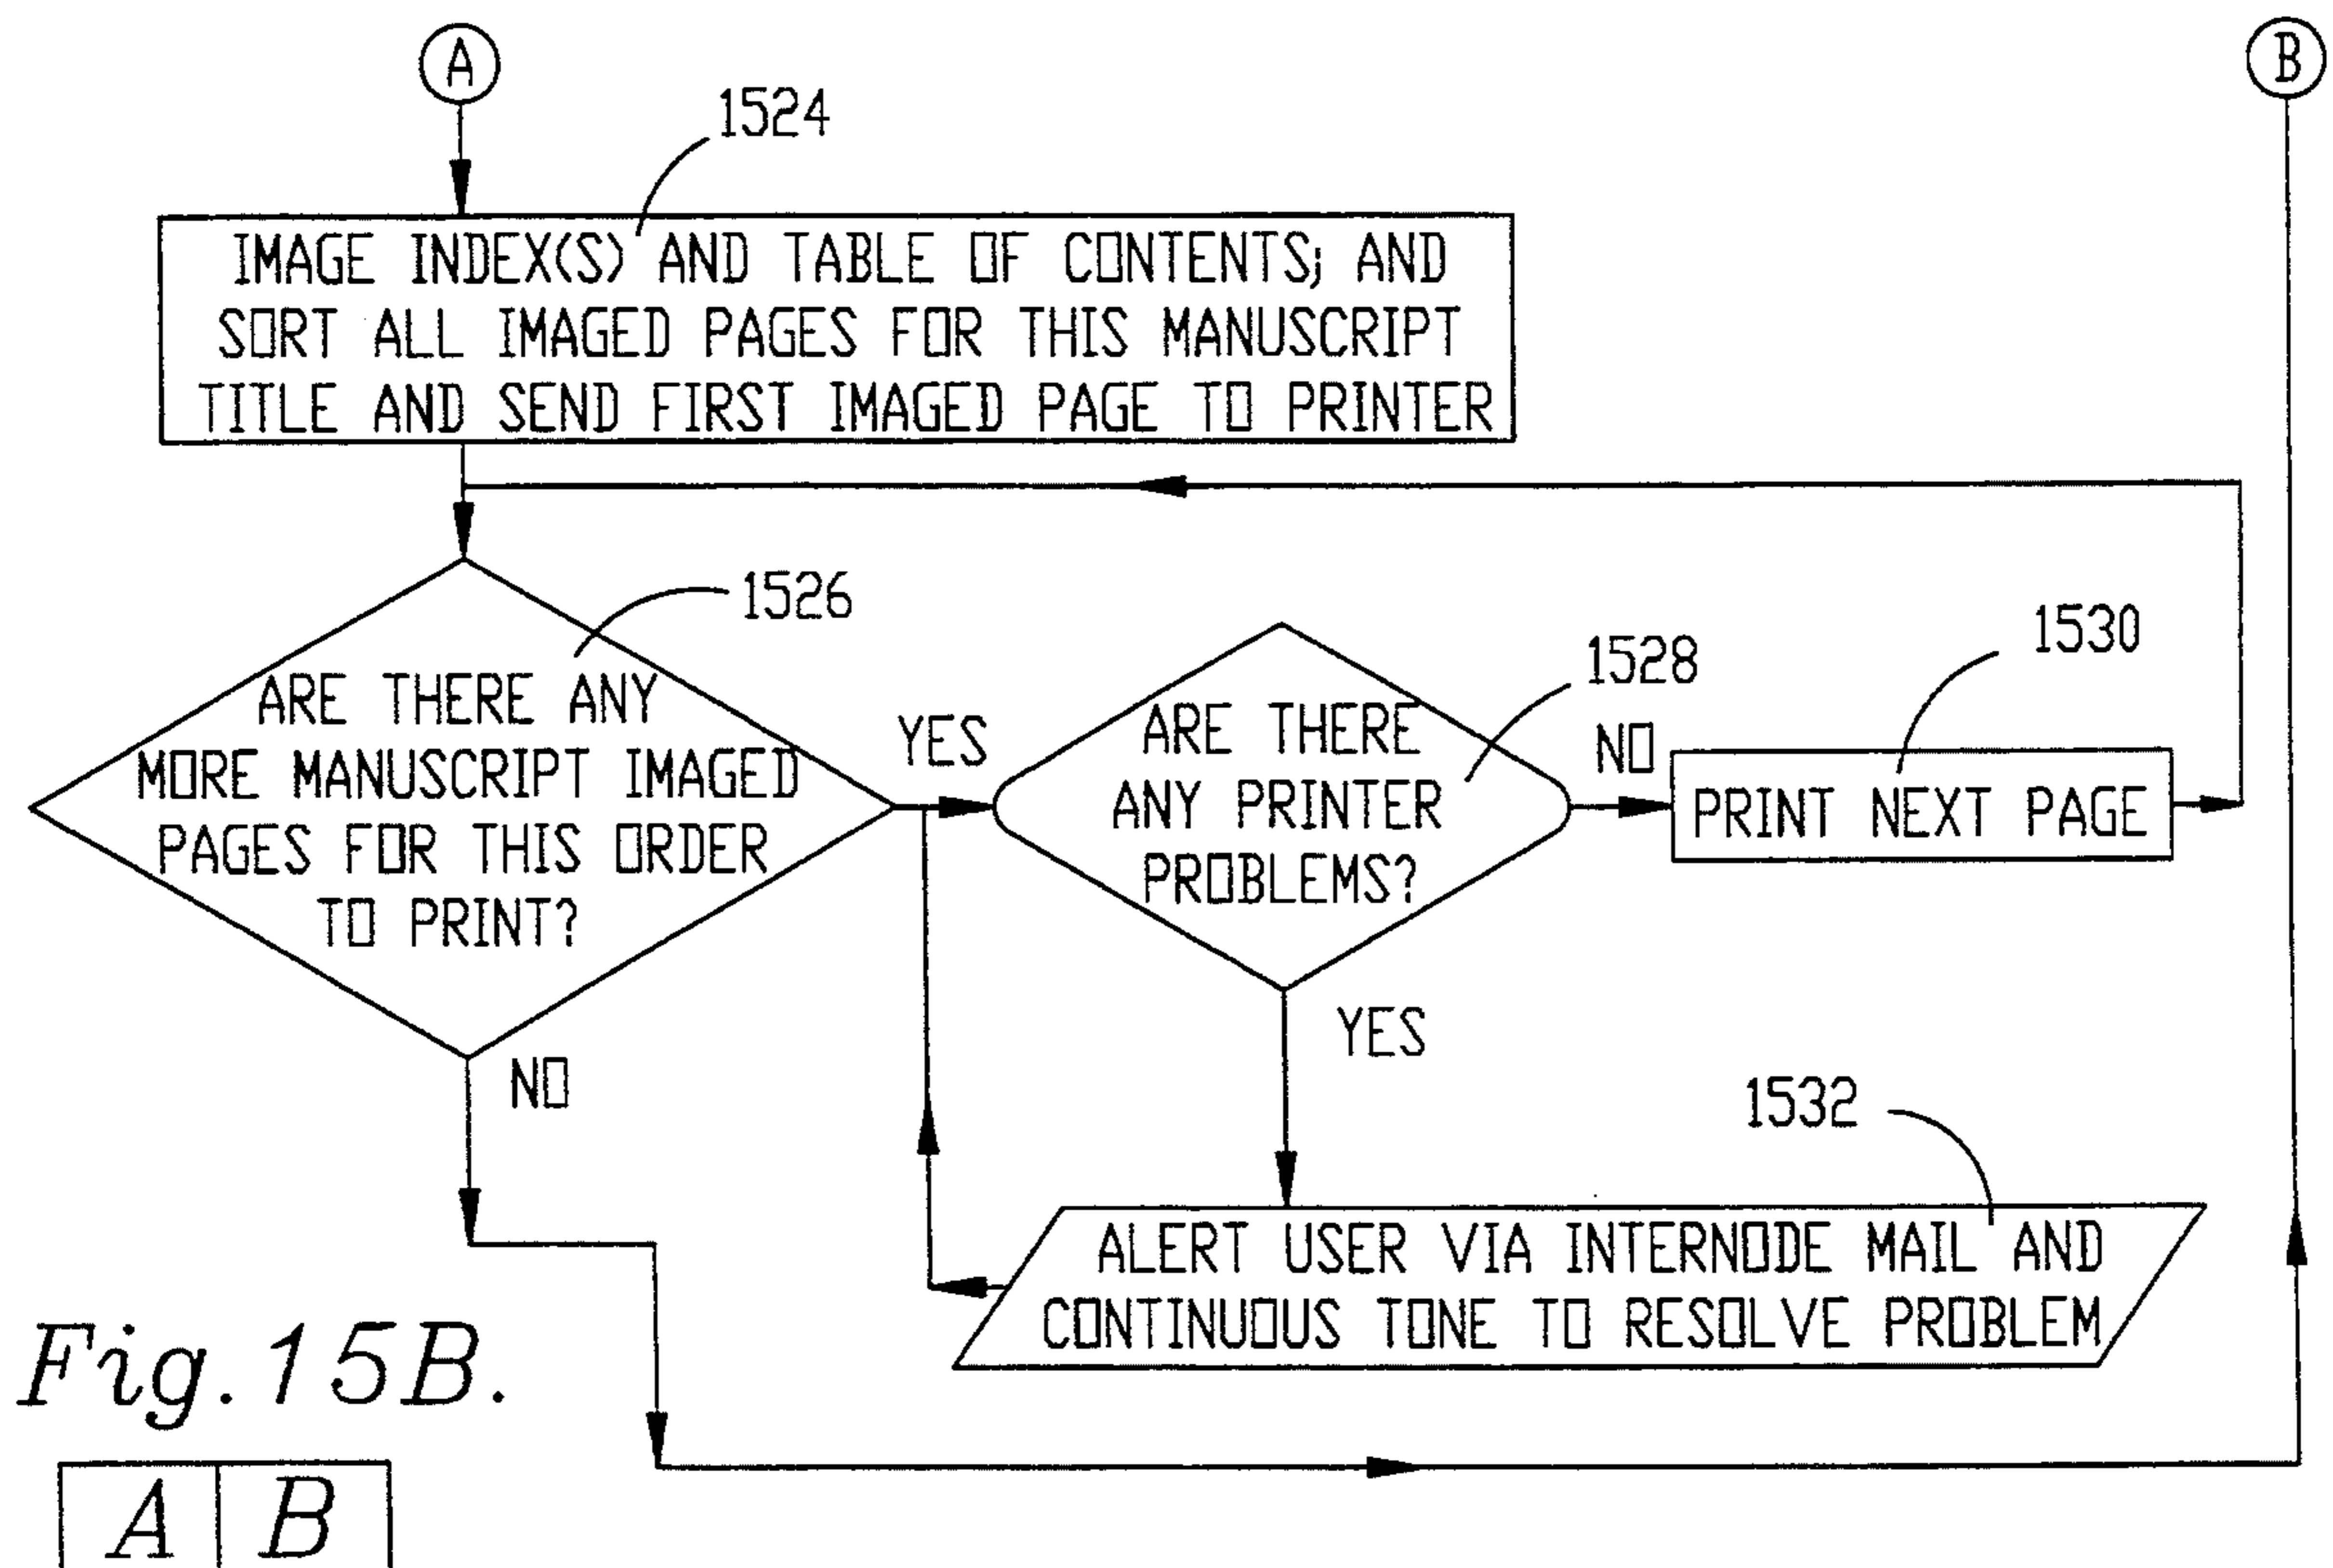 A
B
1524
IMAGE INDEX(S) AND TABLE OF CONTENTS; AND
SORT ALL IMAGED PAGES FOR THIS MANUSCRIPT
TITLE AND SEND FIRST IMAGED PAGE TO PRINTER
1526
ARE THERE ANY
MORE MANUSCRIPT IMAGED
PAGES FOR THIS ORDER
TO PRINT?
YES
NO
1528
ARE THERE
ANY PRINTER
PROBLEMS?
NO
YES
1530
PRINT NEXT PAGE
1532
ALERT USER VIA INTERNODE MAIL AND
CONTINUOUS TONE TO RESOLVE PROBLEM
Fig.15B.
A B